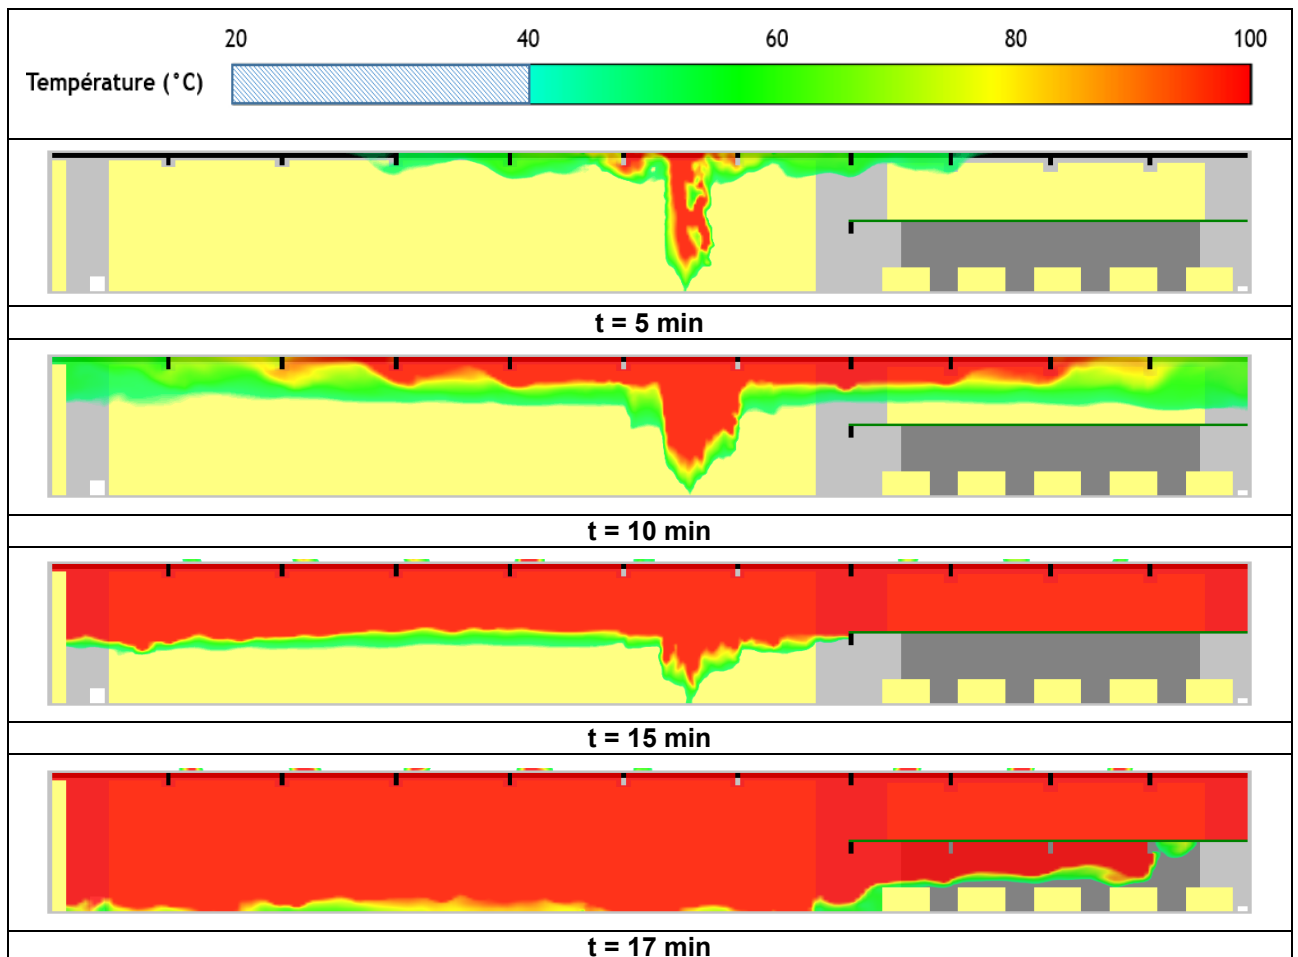 20 40 60 80 100
Température (°C)
t = 5 min
t = 10 min
t = 15 min
t = 17 min